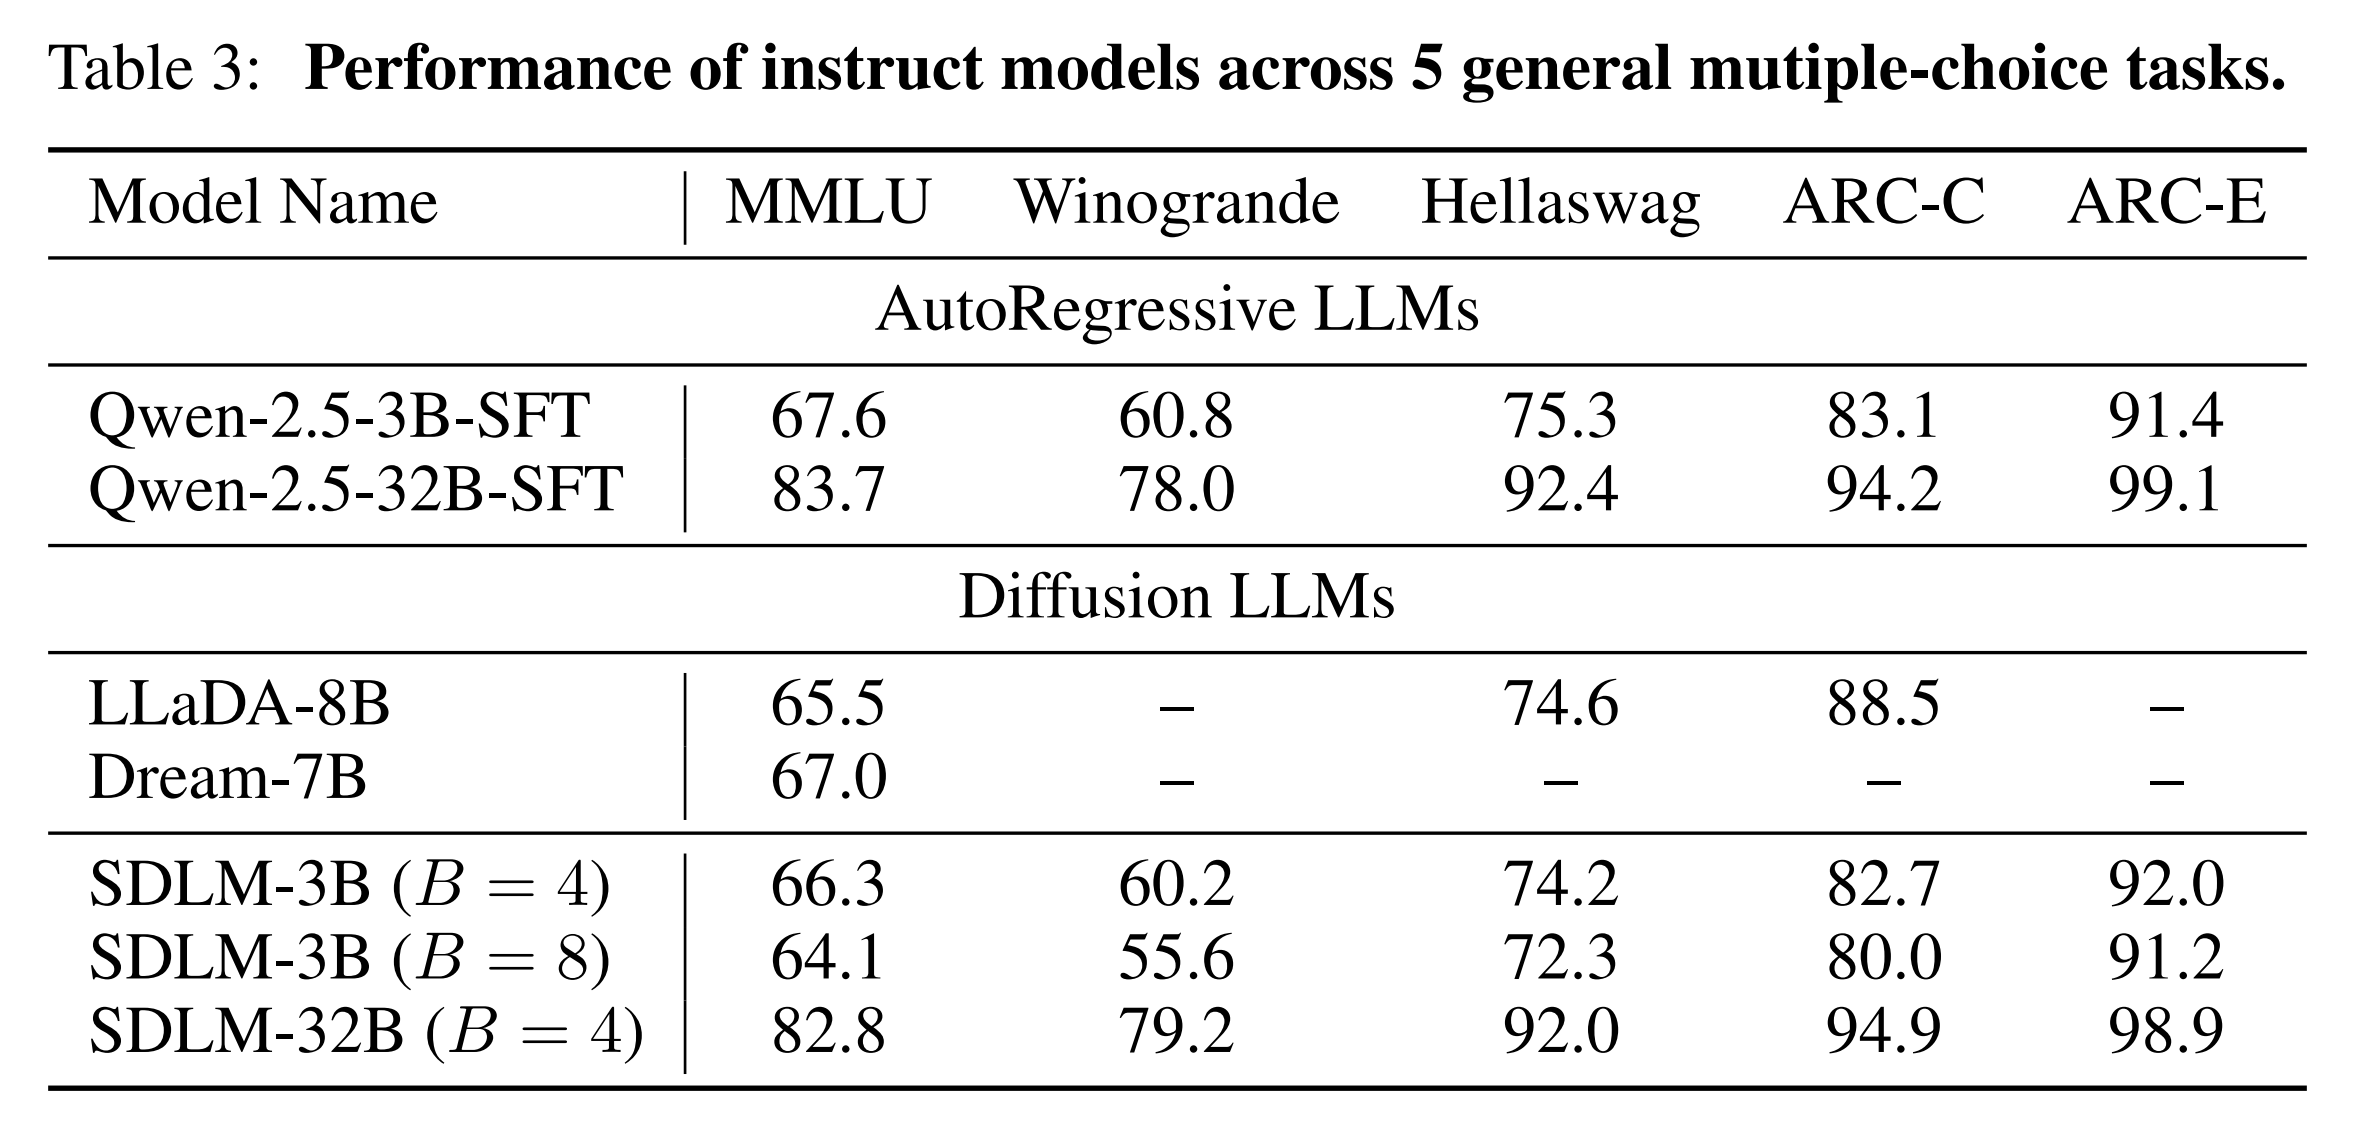 Table 3: Performance of instruct models across 5 general mutiple-choice tasks.
Model Name MMLU Winogrande Hellaswag ARC-C ARC-E
AutoRegressive LLMs
Qwen-2.5-3B-SFT 67.6 60.8 75.3 83.1 91.4
Qwen-2.5-32B-SFT 83.7 78.0 92.4 94.2 99.1
Diffusion LLMs
LLaDA-8B 65.5 – 74.6 88.5 –
Dream-7B 67.0 – – – –
SDLM-3B (B = 4) 66.3 60.2 74.2 82.7 92.0
SDLM-3B (B = 8) 64.1 55.6 72.3 80.0 91.2
SDLM-32B (B = 4) 82.8 79.2 92.0 94.9 98.9